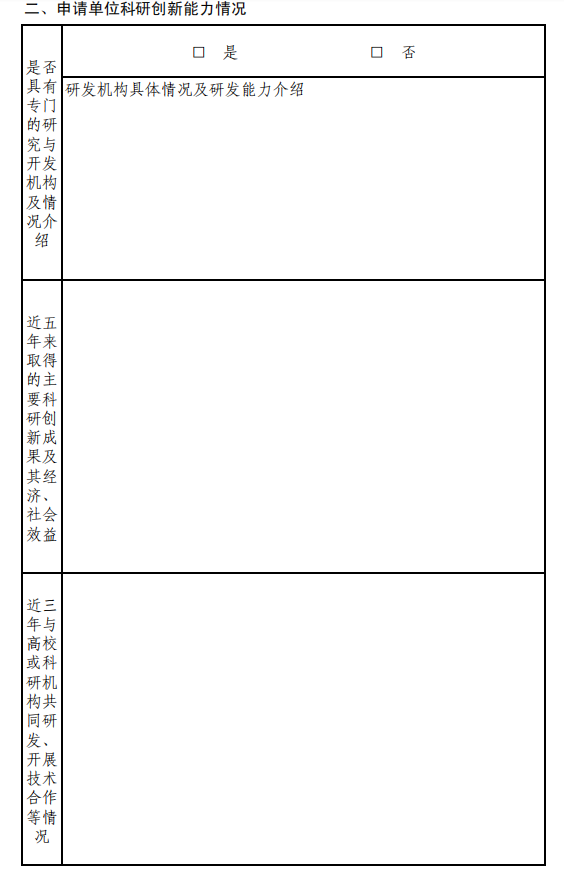 二、申请单位科研创新能力情况
是否
具有
专门
的研
究与
开发
机构
及情
况介
绍
□ 是 □ 否
研发机构具体情况及研发能力介绍
近五
年来
取得
的主
要科
研创
新成
果及
其经
济、
社会
效益
近三
年与
高校
或科
研机
构共
同研
发、
开展
技术
合作
等情
况